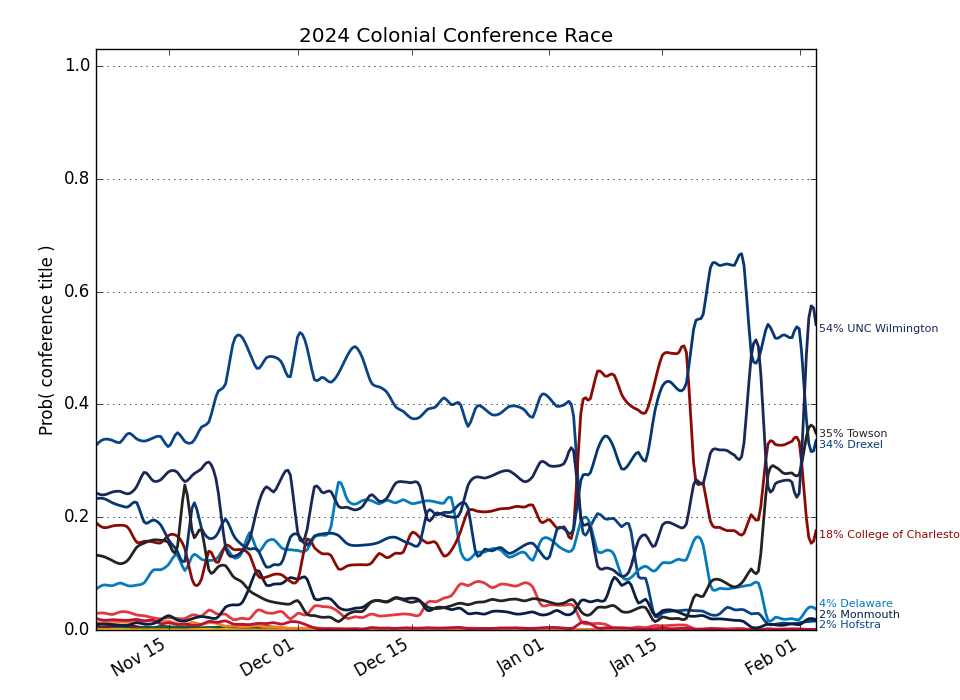 2024 Colonial Conference Race
Prob( conference title )
1.0
0.8
0.6
0.4
0.2
0.0
Nov 15
Dec 01
Dec 15
Jan 01
Jan 15
Feb 01
54% UNC Wilmington
35% Towson
34% Drexel
18% College of Charlesto
4% Delaware
2% Monmouth
2% Hofstra